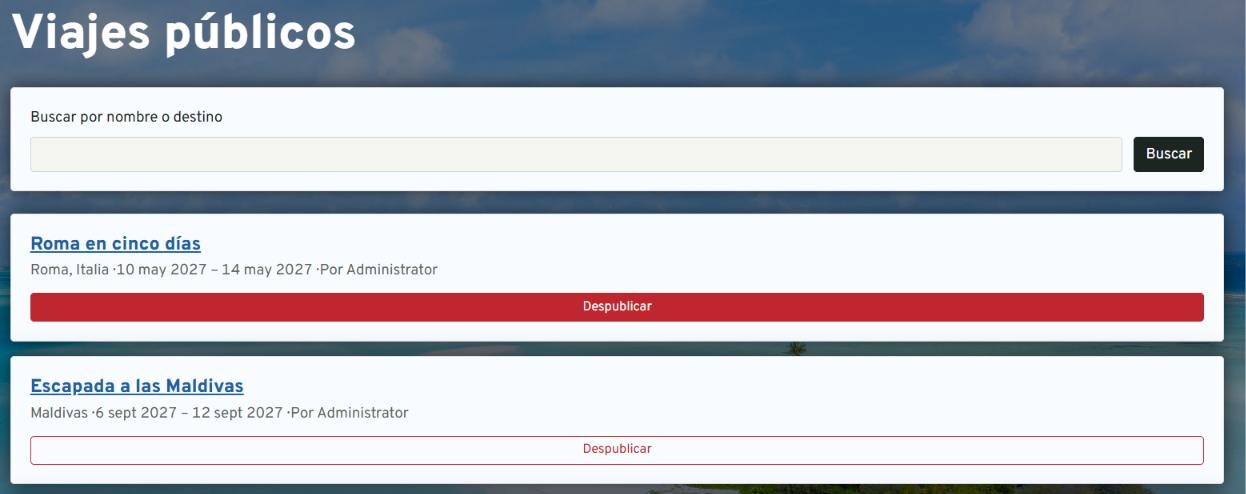 Viajes públicos
Buscar por nombre o destino
Buscar
Roma en cinco días
Roma, Italia ·10 may 2027 – 14 may 2027 ·Por Administrator
Despublicar
Escapada a las Maldivas
Maldivas ·6 sept 2027 – 12 sept 2027 ·Por Administrator
Despublicar